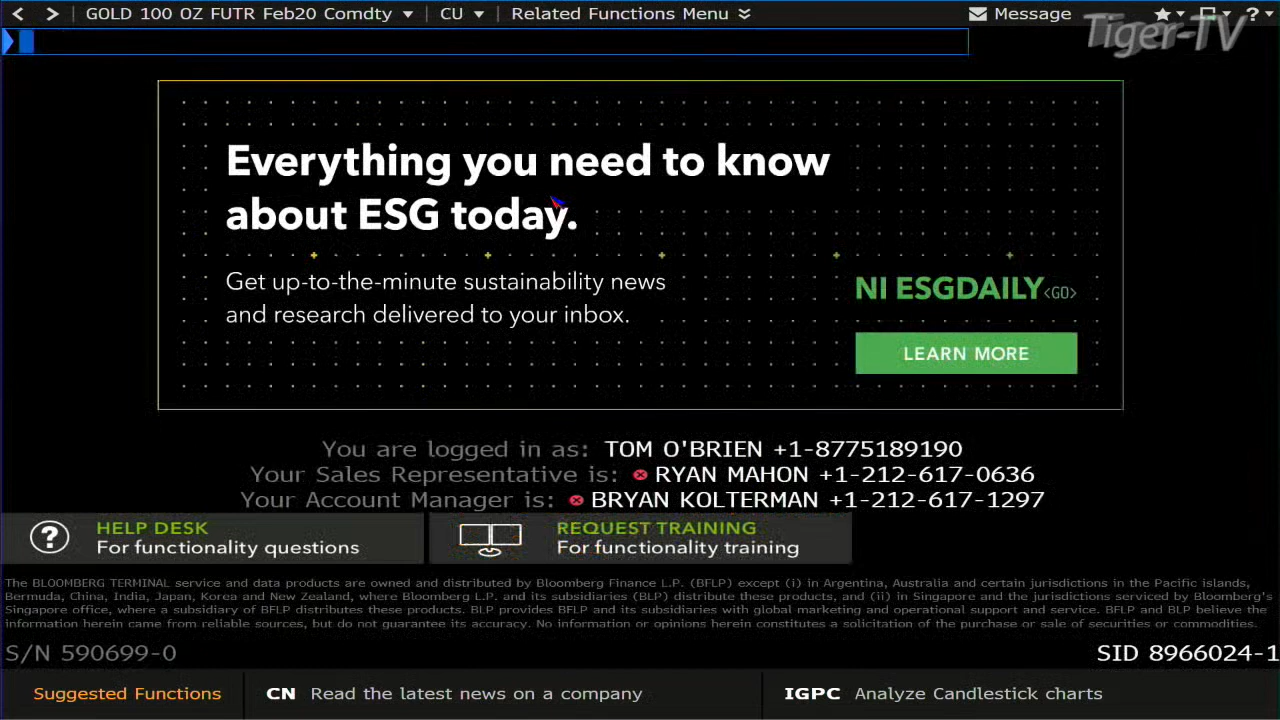 GOLD 100 OZ FUTR Feb20 Comdty CU Related Functions Menu Message ?
Tiger-TV
Everything you need to know
about ESG today.
Get up-to-the-minute sustainability news
and research delivered to your inbox.
NI ESGDAILY<GO>
LEARN MORE
You are logged in as: TOM O'BRIEN +1-8775189190
Your Sales Representative is: RYAN MAHON +1-212-617-0636
Your Account Manager is: BRYAN KOLTERMAN +1-212-617-1297
? HELP DESK
For functionality questions
REQUEST TRAINING
For functionality training
The BLOOMBERG TERMINAL service and data products are owned and distributed by Bloomberg Finance L.P. (BFLP) except (i) in Argentina, Australia and certain jurisdictions in the Pacific islands,
Bermuda, China, India, Japan, Korea and New Zealand, where Bloomberg L.P. and its subsidiaries (BLP) distribute these products, and (ii) in Singapore and the jurisdictions serviced by Bloomberg's
Singapore office, where a subsidiary of BFLP distributes these products. BLP provides BFLP and its subsidiaries with global marketing and operational support and service. BFLP and BLP believe the
information herein came from reliable sources, but do not guarantee its accuracy. No information or opinions herein constitutes a solicitation of the purchase or sale of securities or commodities.
S/N 590699-0
SID 8966024-1
Suggested Functions CN Read the latest news on a company IGPC Analyze Candlestick charts